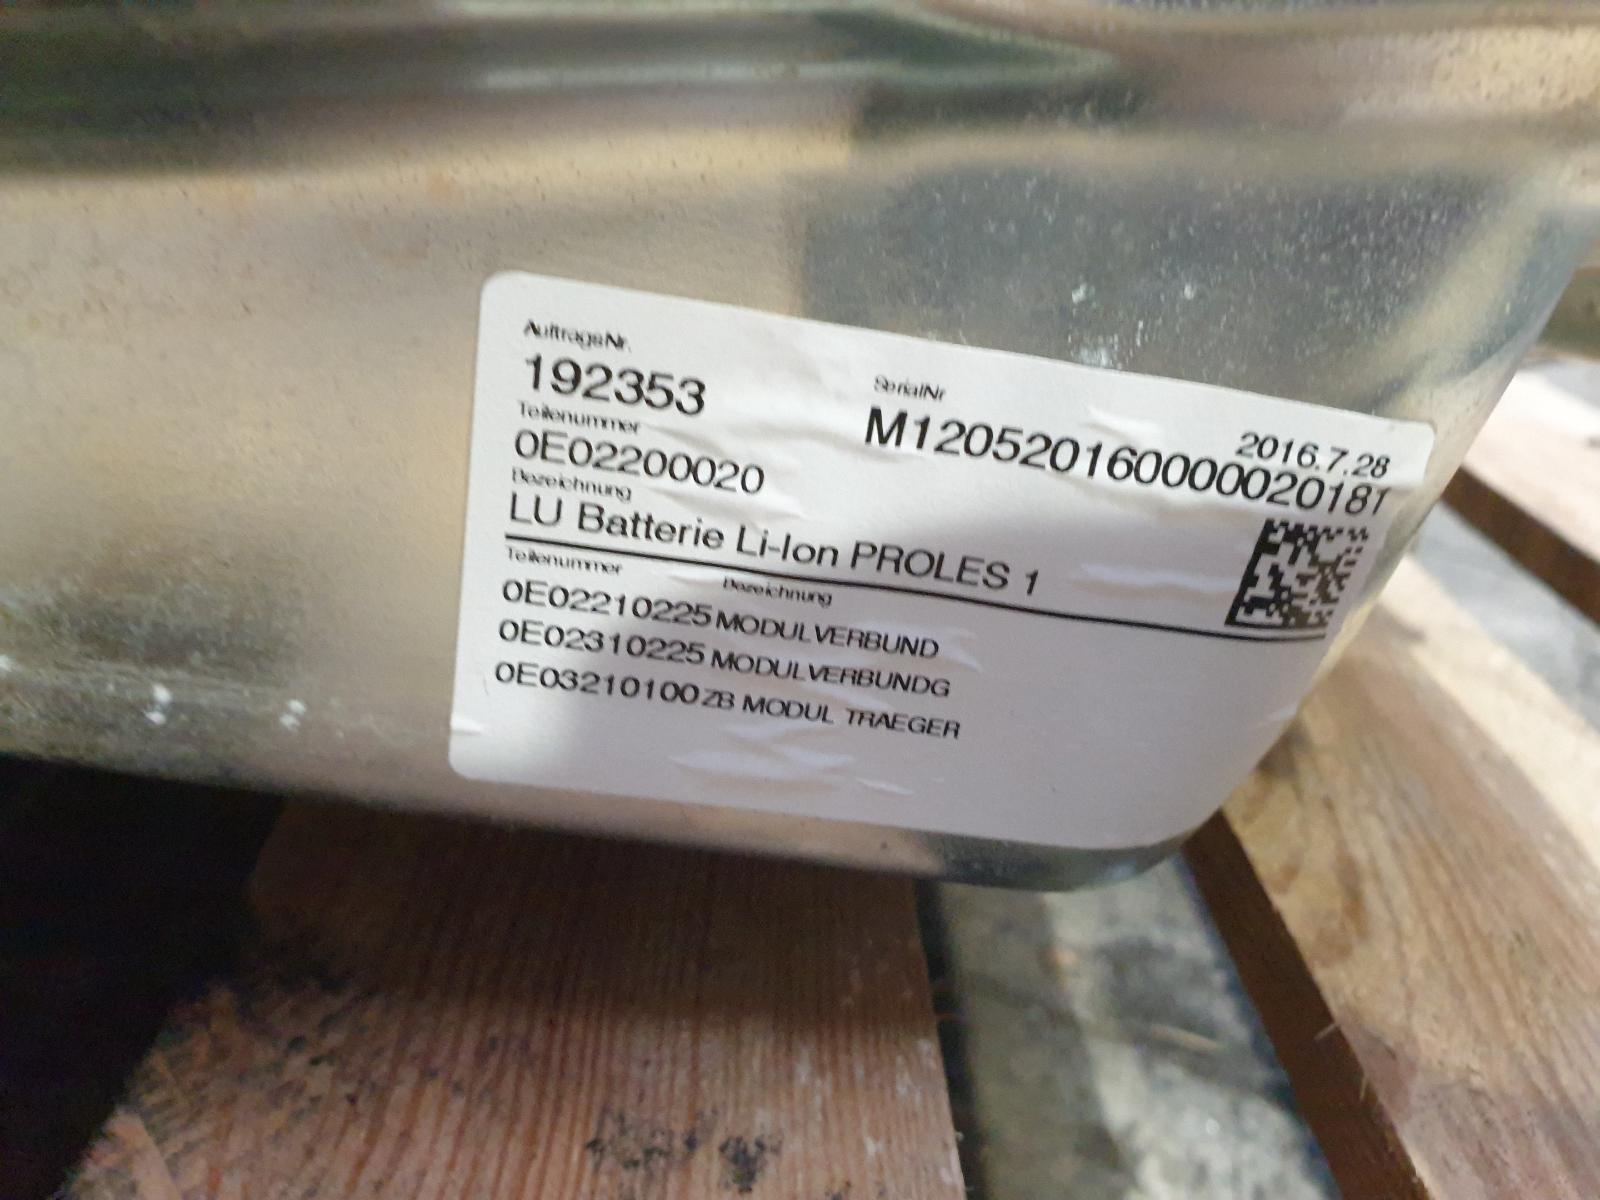 AuftragsNr.
192353
SerialNr
2016.7.28
M12052016000002018
Teilenummer
0E02200020
Bezeichnung
LU Batterie Li-Ion PROLES 1
Teilenummer Bezeichnung
0E02210225 MODULVERBUND
0E02310225 MODULVERBUNDG
0E03210100 ZB MODUL TRAEGER